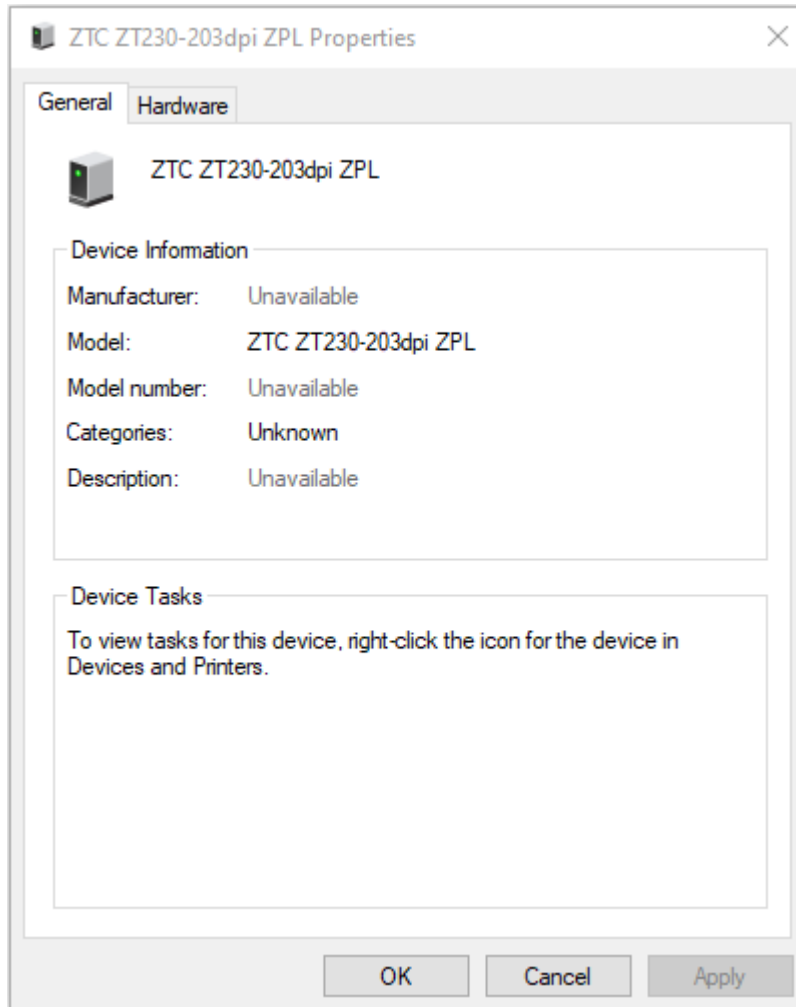 ZTC ZT230-203dpi ZPL Properties
General Hardware
ZTC ZT230-203dpi ZPL
Device Information
Manufacturer: Unavailable
Model: ZTC ZT230-203dpi ZPL
Model number: Unavailable
Categories: Unknown
Description: Unavailable
Device Tasks
To view tasks for this device, right-click the icon for the device in
Devices and Printers.
OK Cancel Apply